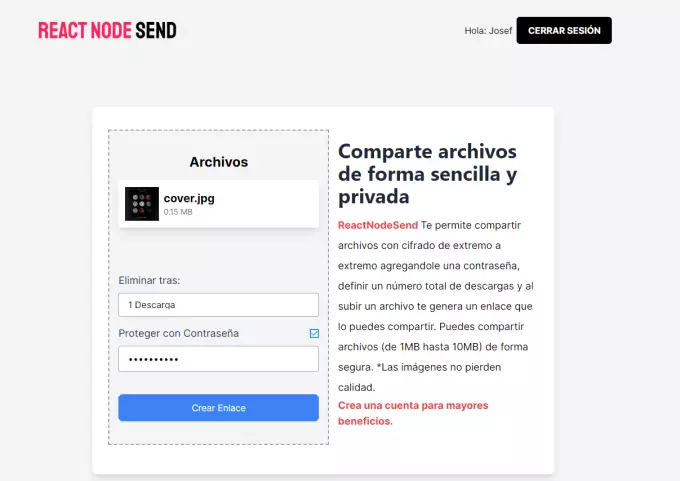 REACT NODE SEND
Hola: Josef
CERRAR SESIÓN
Archivos
cover.jpg
0.15 MB
Eliminar tras:
1 Descarga
Proteger con Contraseña
••••••••••
Crear Enlace
Comparte archivos
de forma sencilla y
privada
ReactNodeSend Te permite compartir
archivos con cifrado de extremo a
extremo agregandole una contraseña,
definir un número total de descargas y al
subir un archivo te genera un enlace que
lo puedes compartir. Puedes compartir
archivos (de 1MB hasta 10MB) de forma
segura. *Las imágenes no pierden
calidad.
Crea una cuenta para mayores
beneficios.